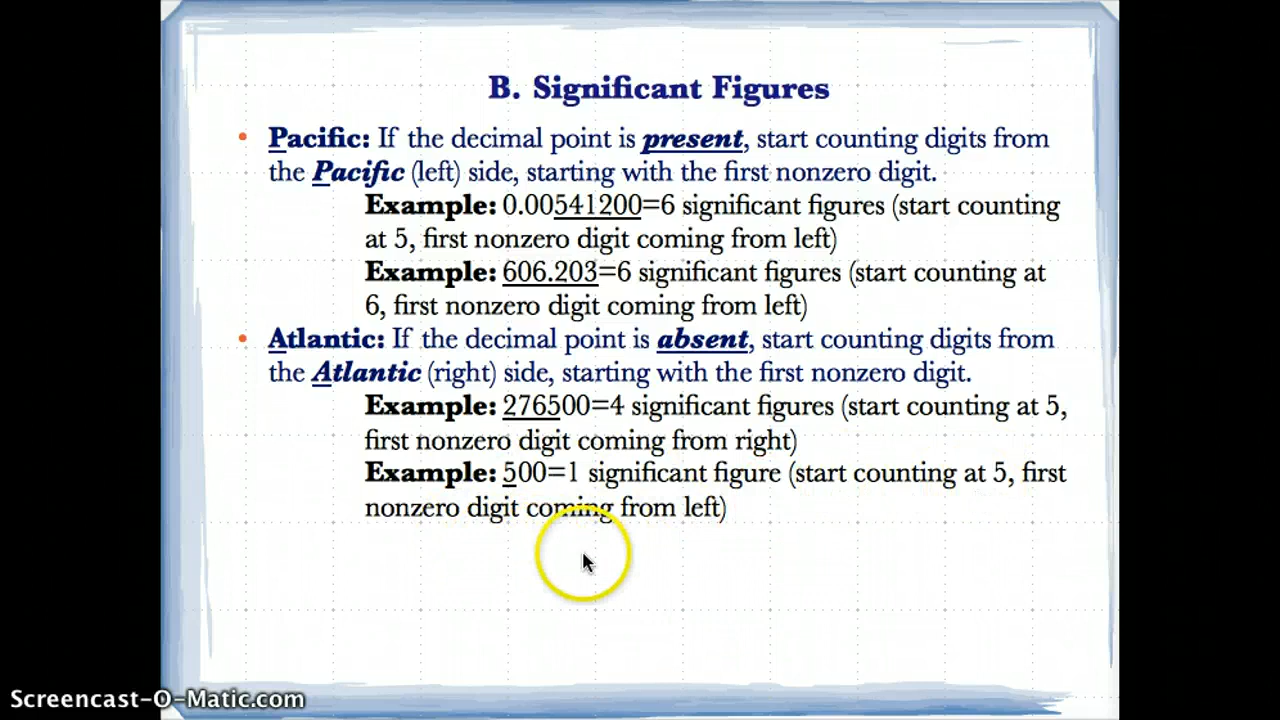 B. Significant Figures
• Pacific: If the decimal point is present, start counting digits from
the Pacific (left) side, starting with the first nonzero digit.
Example: 0.00541200=6 significant figures (start counting
at 5, first nonzero digit coming from left)
Example: 606.203=6 significant figures (start counting at
6, first nonzero digit coming from left)
• Atlantic: If the decimal point is absent, start counting digits from
the Atlantic (right) side, starting with the first nonzero digit.
Example: 276500=4 significant figures (start counting at 5,
first nonzero digit coming from right)
Example: 500=1 significant figure (start counting at 5, first
nonzero digit coming from left)
Screencast-O-Matic.com